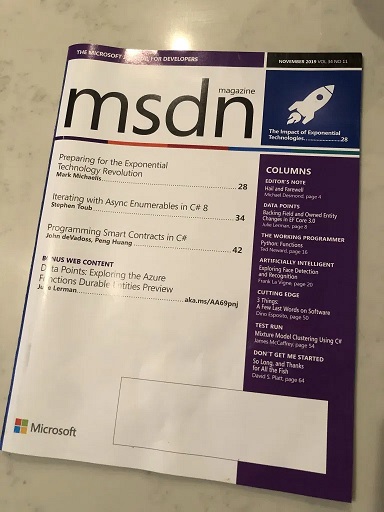 THE MICROSOFT JOURNAL FOR DEVELOPERS
NOVEMBER 2019 VOL 34 NO 11
magazine
msdn
The Impact of Exponential
Technologies.....................28
Preparing for the Exponential
Technology Revolution
Mark Michaelis 28
Iterating with Async Enumerables in C# 8
Stephen Toub 34
Programming Smart Contracts in C#
John deVadoss, Peng Huang 42
BONUS WEB CONTENT
Data Points: Exploring the Azure
Functions Durable Entities Preview
Julie Lerman aka.ms/AA69pnj
COLUMNS
EDITOR'S NOTE
Hail and Farewell
Michael Desmond, page 4
DATA POINTS
Backing Field and Owned Entity
Changes in EF Core 3.0
Julie Lerman, page 8
THE WORKING PROGRAMMER
Python: Functions
Ted Neward, page 16
ARTIFICIALLY INTELLIGENT
Exploring Face Detection
and Recognition
Frank La Vigne, page 20
CUTTING EDGE
3 Things:
A Few Last Words on Software
Dino Esposito, page 50
TEST RUN
Mixture Model Clustering Using C#
James McCaffrey, page 54
DON'T GET ME STARTED
So Long, and Thanks
for All the Fish
David S. Platt, page 64
Microsoft